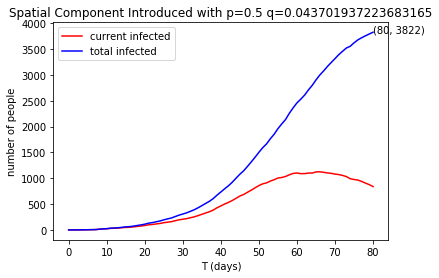 Spatial Component Introduced with p=0.5 q=0.043701937223683165
4000
3500
3000
2500
2000
1500
1000
500
0
number of people
current infected
total infected
(80, 3822)
0 10 20 30 40 50 60 70 80
T (days)